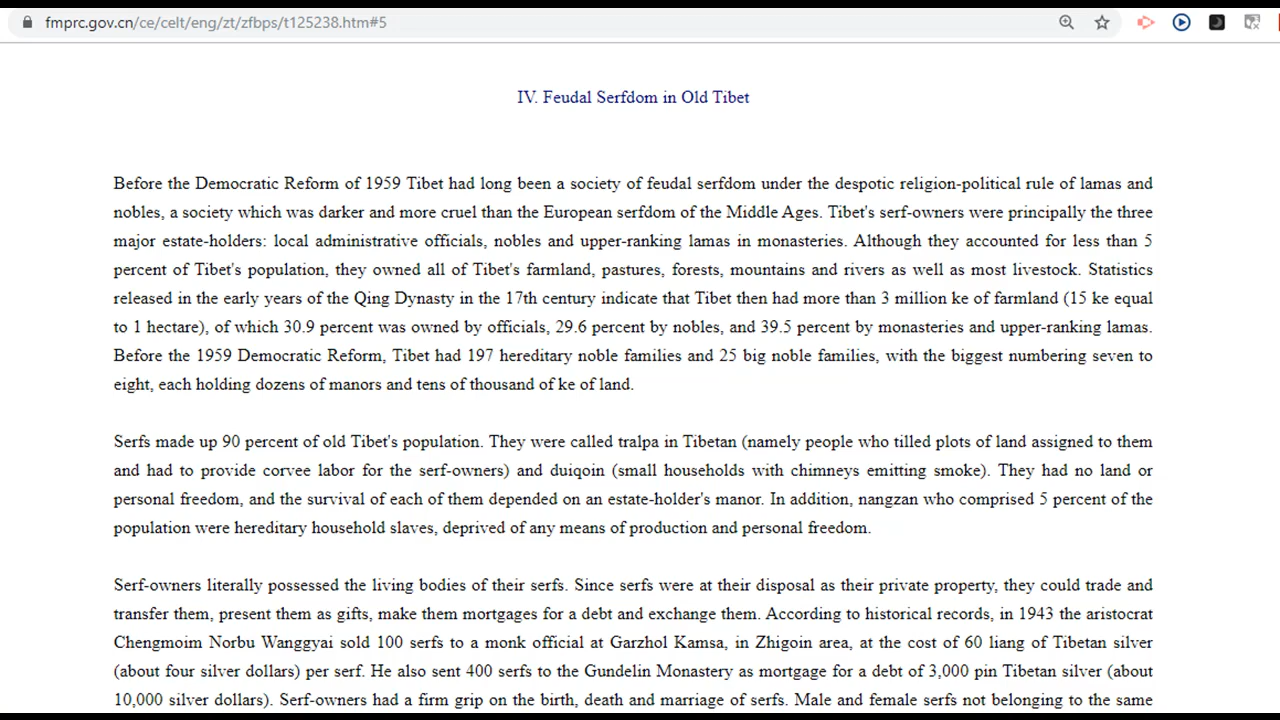 fmprc.gov.cn/ce/celt/eng/zt/zfbps/t125238.htm#5
IV. Feudal Serfdom in Old Tibet
Before the Democratic Reform of 1959 Tibet had long been a society of feudal serfdom under the despotic religion-political rule of lamas and
nobles, a society which was darker and more cruel than the European serfdom of the Middle Ages. Tibet's serf-owners were principally the three
major estate-holders: local administrative officials, nobles and upper-ranking lamas in monasteries. Although they accounted for less than 5
percent of Tibet's population, they owned all of Tibet's farmland, pastures, forests, mountains and rivers as well as most livestock. Statistics
released in the early years of the Qing Dynasty in the 17th century indicate that Tibet then had more than 3 million ke of farmland (15 ke equal
to 1 hectare), of which 30.9 percent was owned by officials, 29.6 percent by nobles, and 39.5 percent by monasteries and upper-ranking lamas.
Before the 1959 Democratic Reform, Tibet had 197 hereditary noble families and 25 big noble families, with the biggest numbering seven to
eight, each holding dozens of manors and tens of thousand of ke of land.
Serfs made up 90 percent of old Tibet's population. They were called tralpa in Tibetan (namely people who tilled plots of land assigned to them
and had to provide corvee labor for the serf-owners) and duiqoin (small households with chimneys emitting smoke). They had no land or
personal freedom, and the survival of each of them depended on an estate-holder's manor. In addition, nangzan who comprised 5 percent of the
population were hereditary household slaves, deprived of any means of production and personal freedom.
Serf-owners literally possessed the living bodies of their serfs. Since serfs were at their disposal as their private property, they could trade and
transfer them, present them as gifts, make them mortgages for a debt and exchange them. According to historical records, in 1943 the aristocrat
Chengmoim Norbu Wanggyai sold 100 serfs to a monk official at Garzhol Kamsa, in Zhigoin area, at the cost of 60 liang of Tibetan silver
(about four silver dollars) per serf. He also sent 400 serfs to the Gundelin Monastery as mortgage for a debt of 3,000 pin Tibetan silver (about
10,000 silver dollars). Serf-owners had a firm grip on the birth, death and marriage of serfs. Male and female serfs not belonging to the same